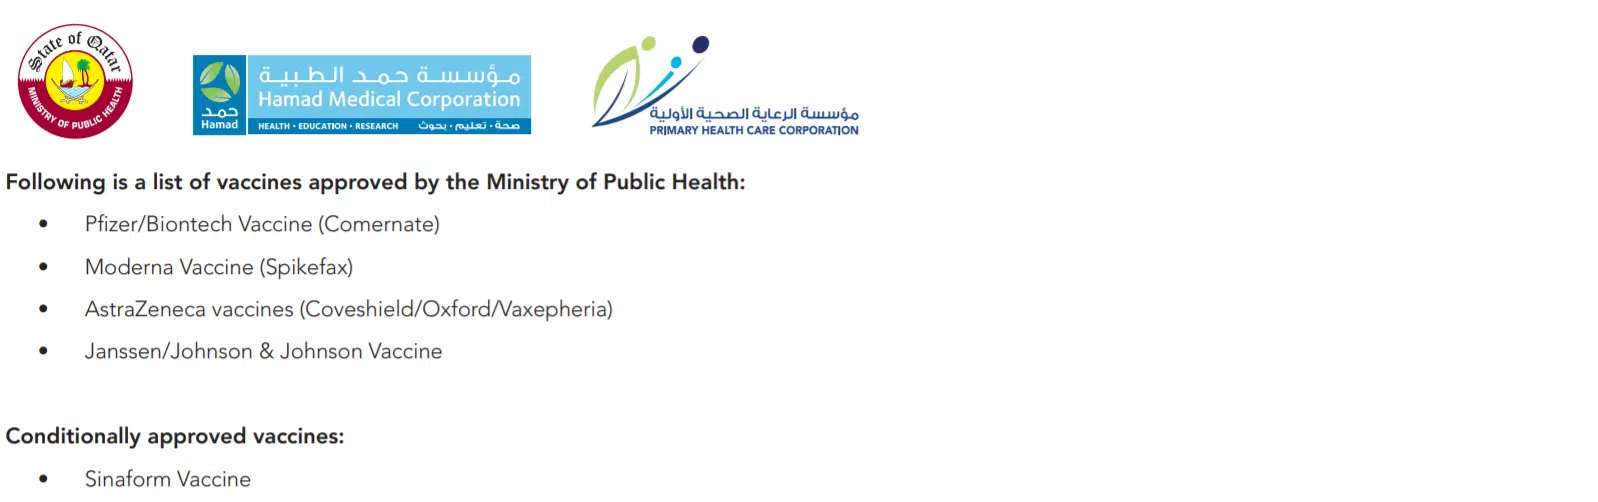 State of Qatar
MINISTRY OF PUBLIC HEALTH
مؤسسة حمد الطبية
Hamad Medical Corporation
حمد
Hamad
HEALTH • EDUCATION • RESEARCH صحة • تعليم • بحوث
مؤسسة الرعاية الصحية الأولية
PRIMARY HEALTH CARE CORPORATION
Following is a list of vaccines approved by the Ministry of Public Health:
• Pfizer/Biontech Vaccine (Comernate)
• Moderna Vaccine (Spikefax)
• AstraZeneca vaccines (Coveshield/Oxford/Vaxepheria)
• Janssen/Johnson & Johnson Vaccine
Conditionally approved vaccines:
• Sinaform Vaccine